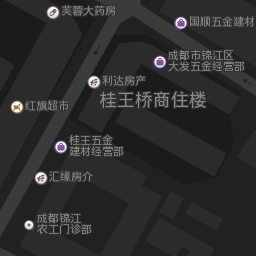 芙蓉大药房
国顺五金建材
成都市锦江区
大发五金经营部
利达房产
桂王桥商住楼
红旗超市
桂王五金
建材经营部
汇缘房介
成都锦江
农工门诊部